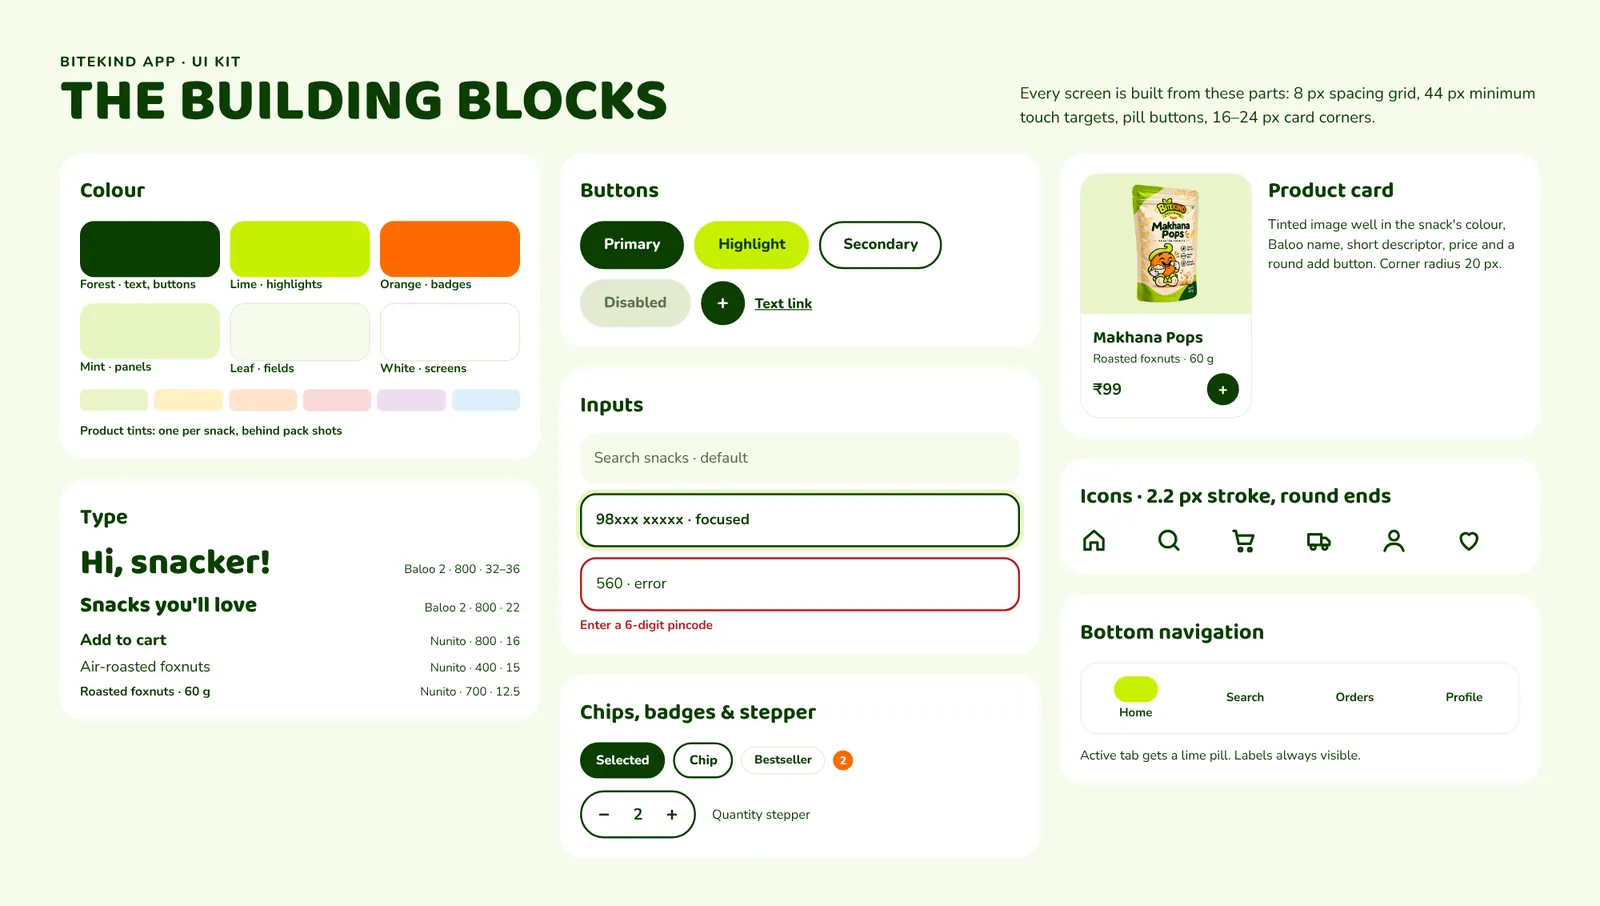 BITEKIND APP · UI KIT
THE BUILDING BLOCKS
Every screen is built from these parts: 8 px spacing grid, 44 px minimum
touch targets, pill buttons, 16–24 px card corners.
Colour
Forest · text, buttons
Lime · highlights
Orange · badges
Mint · panels
Leaf · fields
White · screens
Product tints: one per snack, behind pack shots
Type
Hi, snacker!
Baloo 2 · 800 · 32–36
Snacks you'll love
Baloo 2 · 800 · 22
Add to cart
Nunito · 800 · 16
Air-roasted foxnuts
Nunito · 400 · 15
Roasted foxnuts · 60 g
Nunito · 700 · 12.5
Buttons
Primary
Highlight
Secondary
Disabled
+
Text link
Inputs
Search snacks · default
98xxx xxxxx · focused
560 · error
Enter a 6-digit pincode
Chips, badges & stepper
Selected
Chip
Bestseller
2
− 2 +
Quantity stepper
BITEKIND
Makhana
Pops
Makhana Pops
Roasted foxnuts · 60 g
₹99
+
Product card
Tinted image well in the snack's colour,
Baloo name, short descriptor, price and a
round add button. Corner radius 20 px.
Icons · 2.2 px stroke, round ends
Bottom navigation
Home
Search
Orders
Profile
Active tab gets a lime pill. Labels always visible.